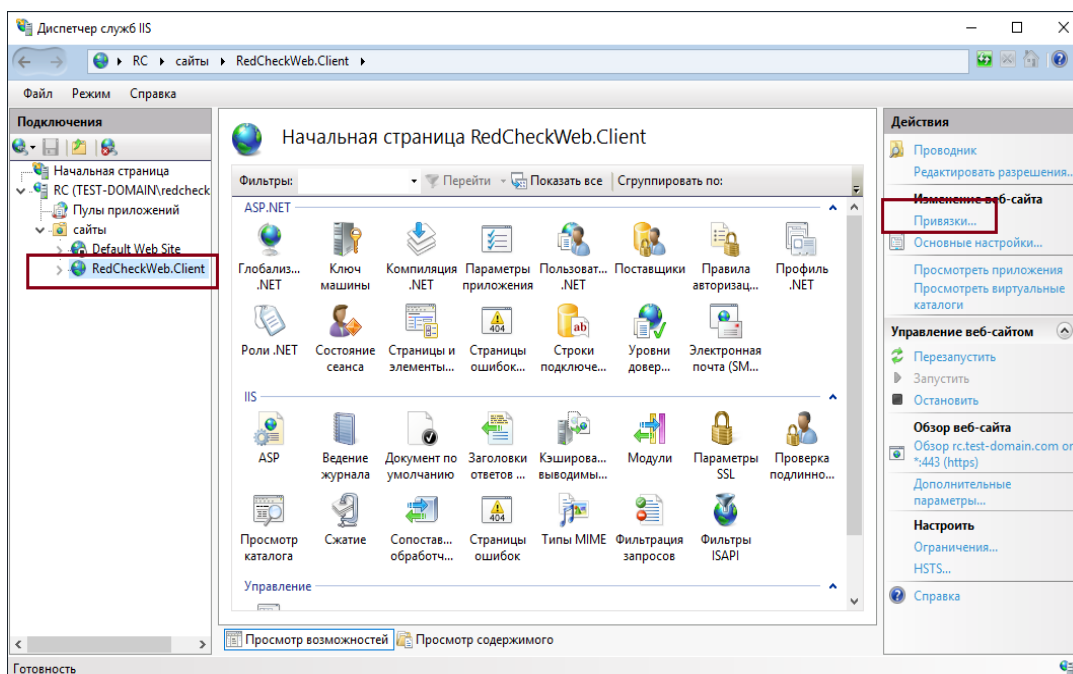 Диспетчер служб IIS
RC сайты RedCheckWeb.Client
Файл Режим Справка
Подключения
Начальная страница
RC (TEST-DOMAIN\redcheck
Пулы приложений
сайты
Default Web Site
RedCheckWeb.Client
Начальная страница RedCheckWeb.Client
Фильтры: Перейти Показать все Сгруппировать по:
ASP.NET
Глобализ... Ключ Компиляция Параметры Пользоват... Поставщики Правила Профиль
.NET машины .NET приложения .NET авторизац... .NET
Роли .NET Состояние Страницы и Страницы Строки Уровни Электронная
сеанса элементы... ошибок... подключе... довер... почта (SM...
IIS
ASP Ведение Документ по Заголовки Кэширова... Модули Параметры Проверка
журнала умолчанию ответов ... выводимы... SSL подлинно...
Просмотр Сжатие Сопостав... Страницы Типы MIME Фильтрация Фильтры
каталога обработч... ошибок запросов ISAPI
Управление
Просмотр возможностей Просмотр содержимого
Готовность
Действия
Проводник
Редактировать разрешения...
Изменение веб-сайта
Привязки...
Основные настройки...
Просмотреть приложения
Просмотреть виртуальные
каталоги
Управление веб-сайтом
Перезапустить
Запустить
Остановить
Обзор веб-сайта
Обзор rc.test-domain.com on
*:443 (https)
Дополнительные
параметры...
Настроить
Ограничения...
HSTS...
Справка